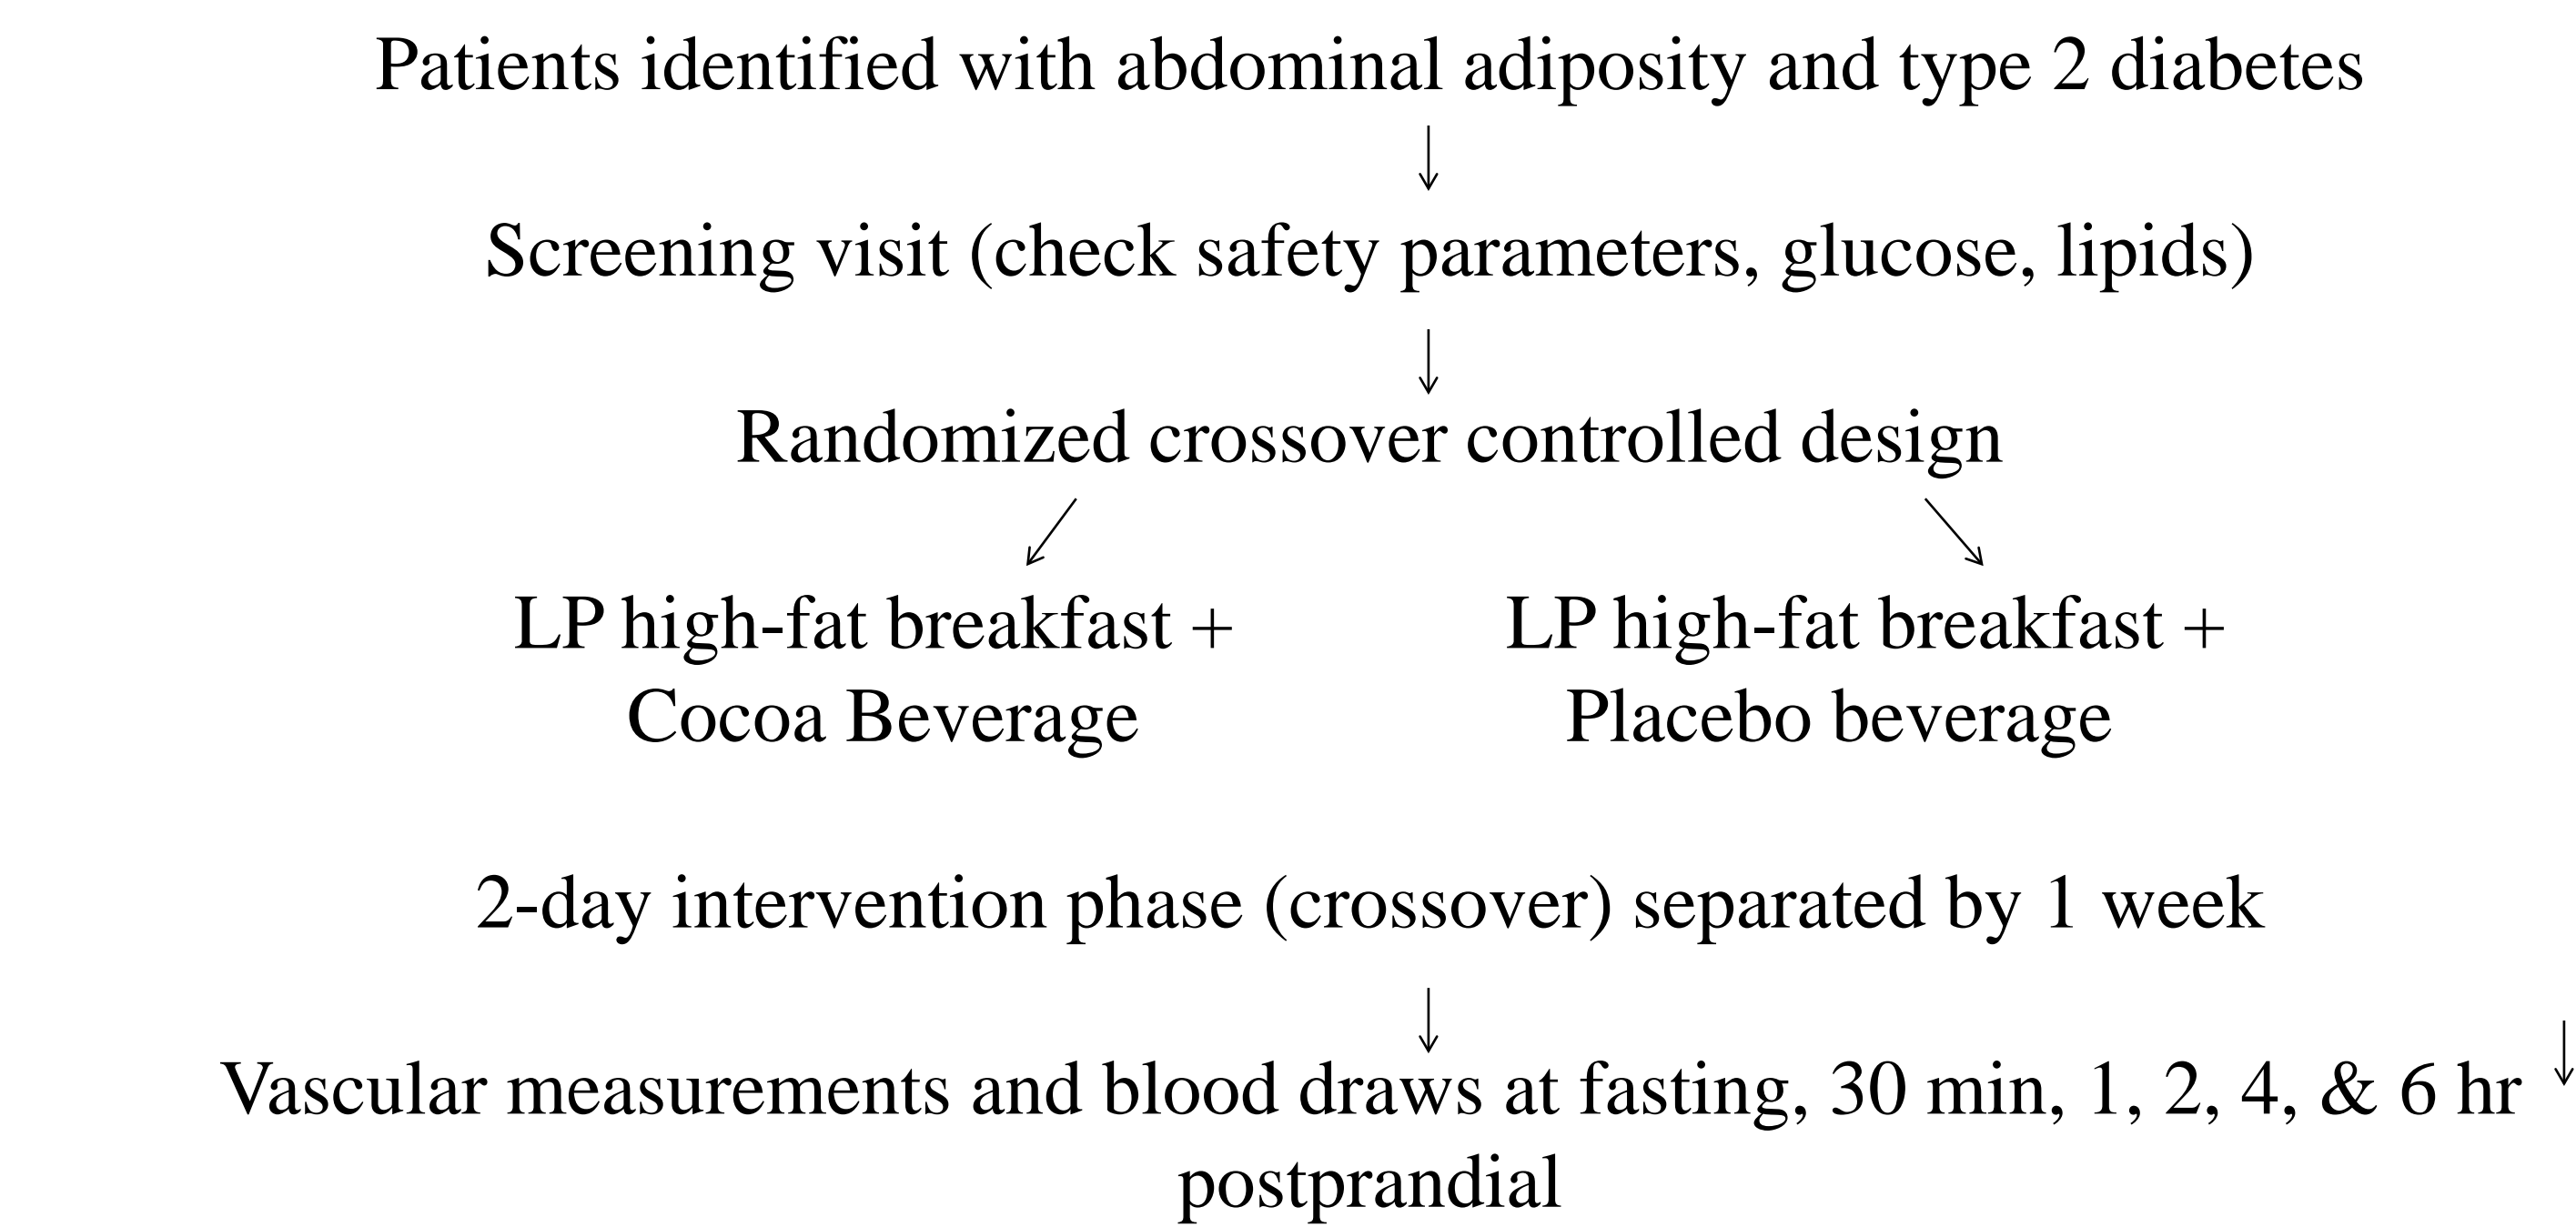 Patients identified with abdominal adiposity and type 2 diabetes
Screening visit (check safety parameters, glucose, lipids)
Randomized crossover controlled design
LP high-fat breakfast +
Cocoa Beverage
LP high-fat breakfast +
Placebo beverage
2-day intervention phase (crossover) separated by 1 week
Vascular measurements and blood draws at fasting, 30 min, 1, 2, 4, & 6 hr
postprandial